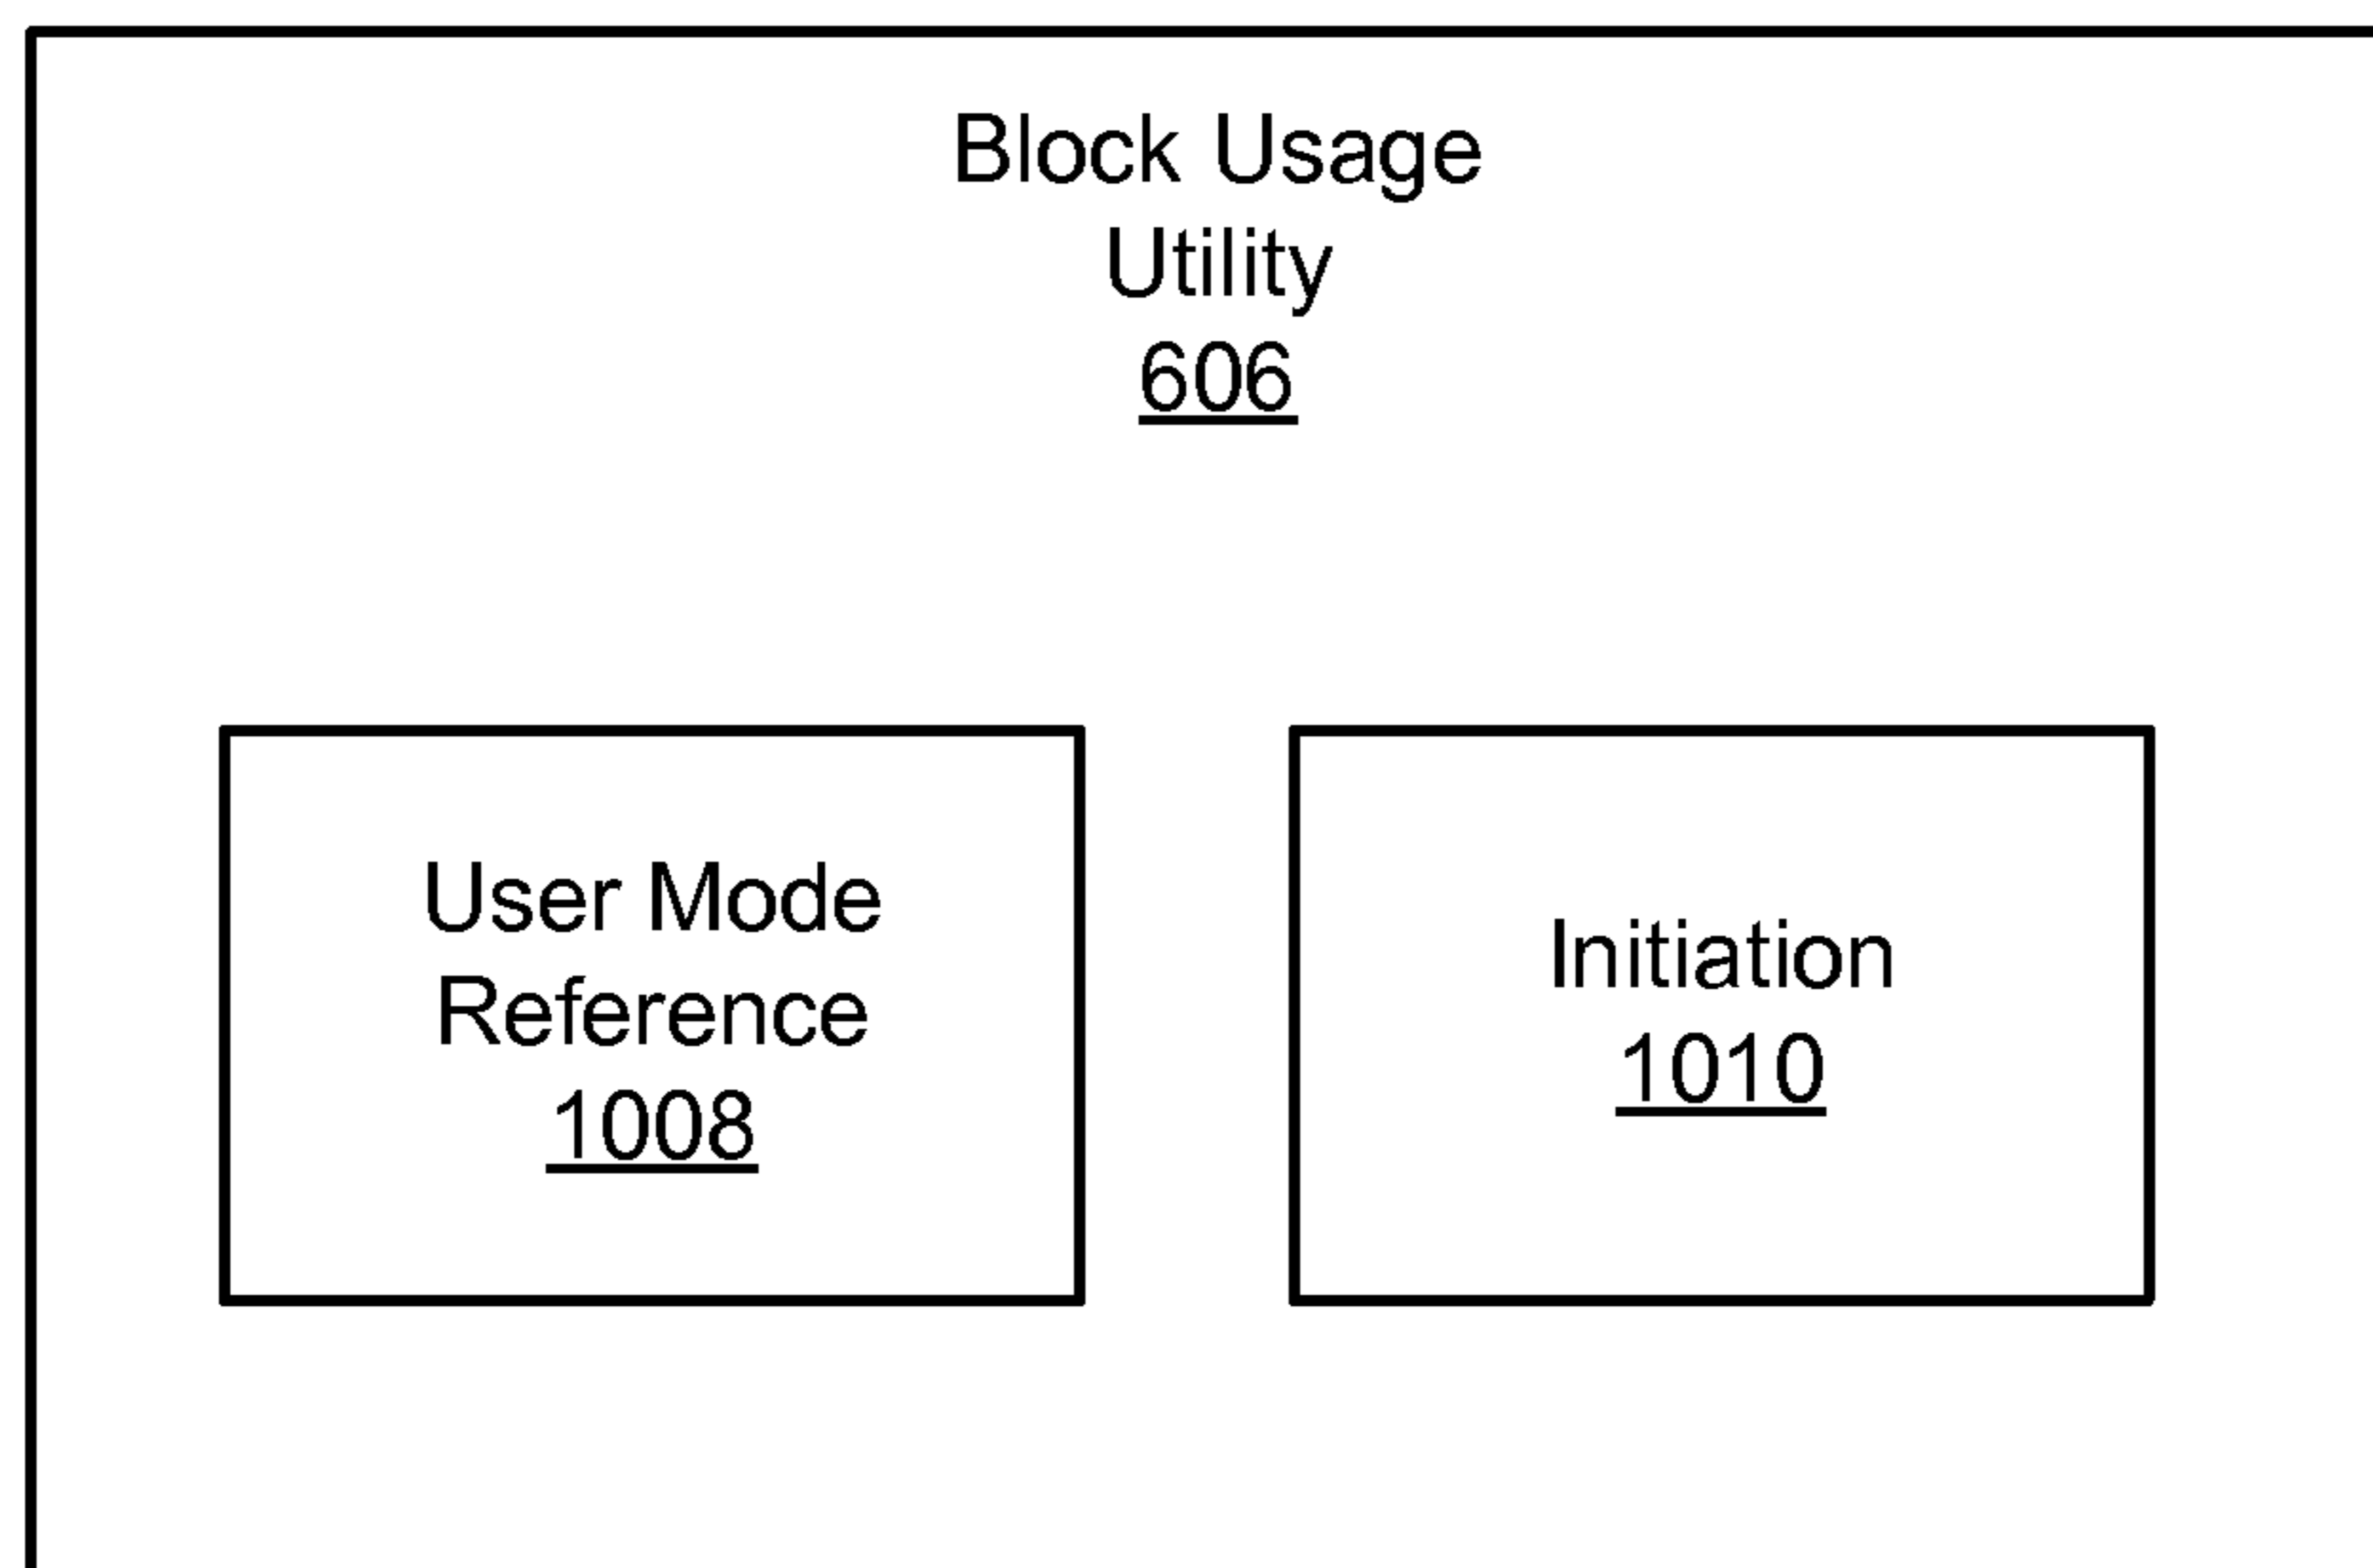 Block Usage
Utility
606
User Mode
Reference
1008
Initiation
1010